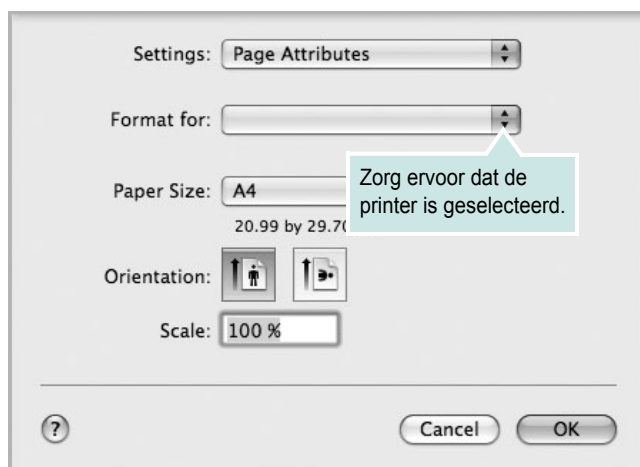 Settings: Page Attributes
Format for:
Zorg ervoor dat de
printer is geselecteerd.
Paper Size: A4
20.99 by 29.70
Orientation:
Scale: 100 %
?
Cancel OK